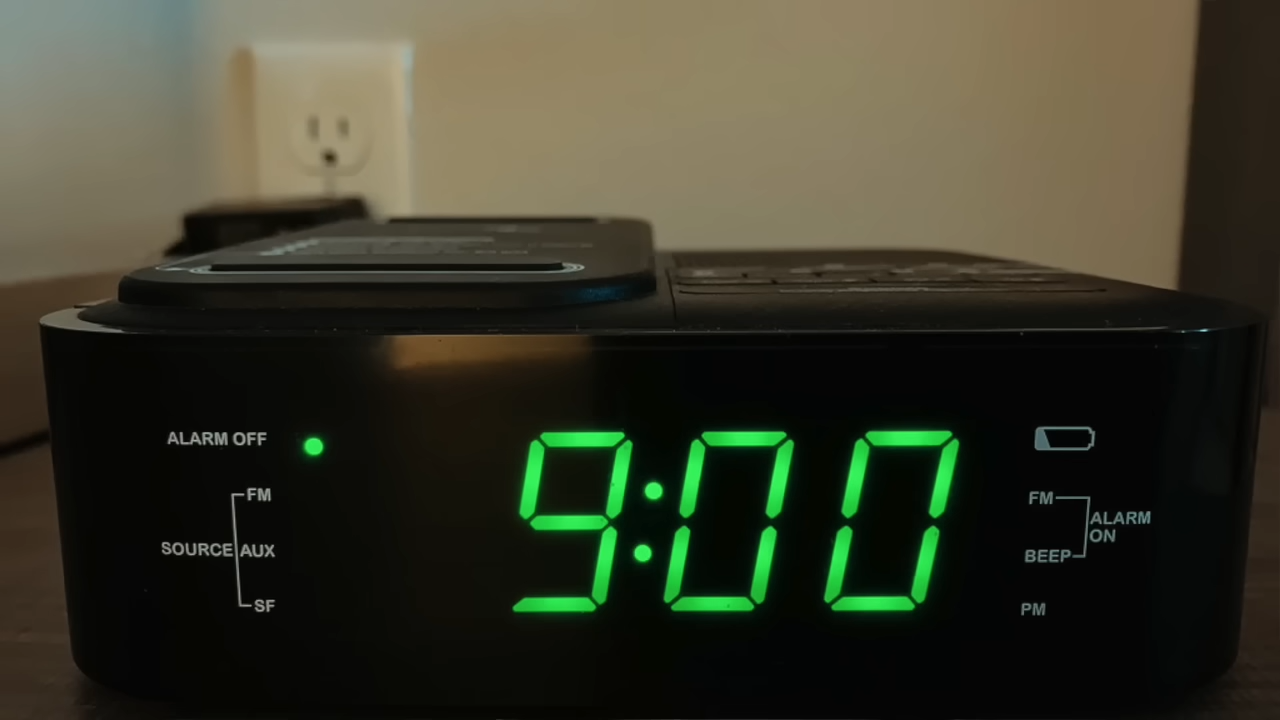 ALARM OFF
FM
SOURCE AUX
SF
9:00
FM
ALARM
ON
BEEP
PM